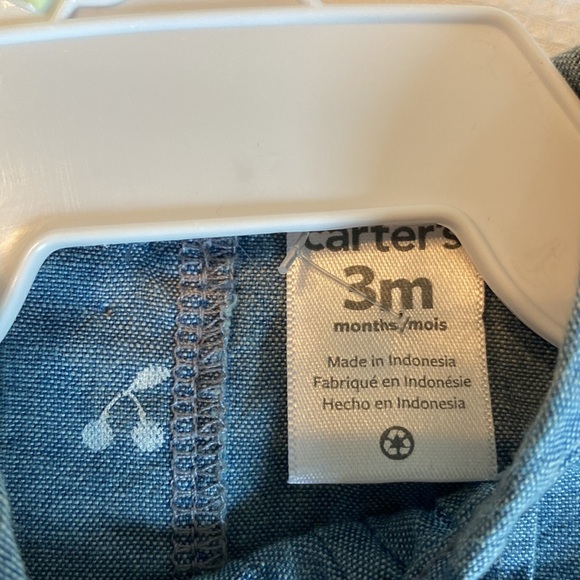 carter's
3m
months/mois
Made in Indonesia
Fabriqué en Indonésie
Hecho en Indonesia